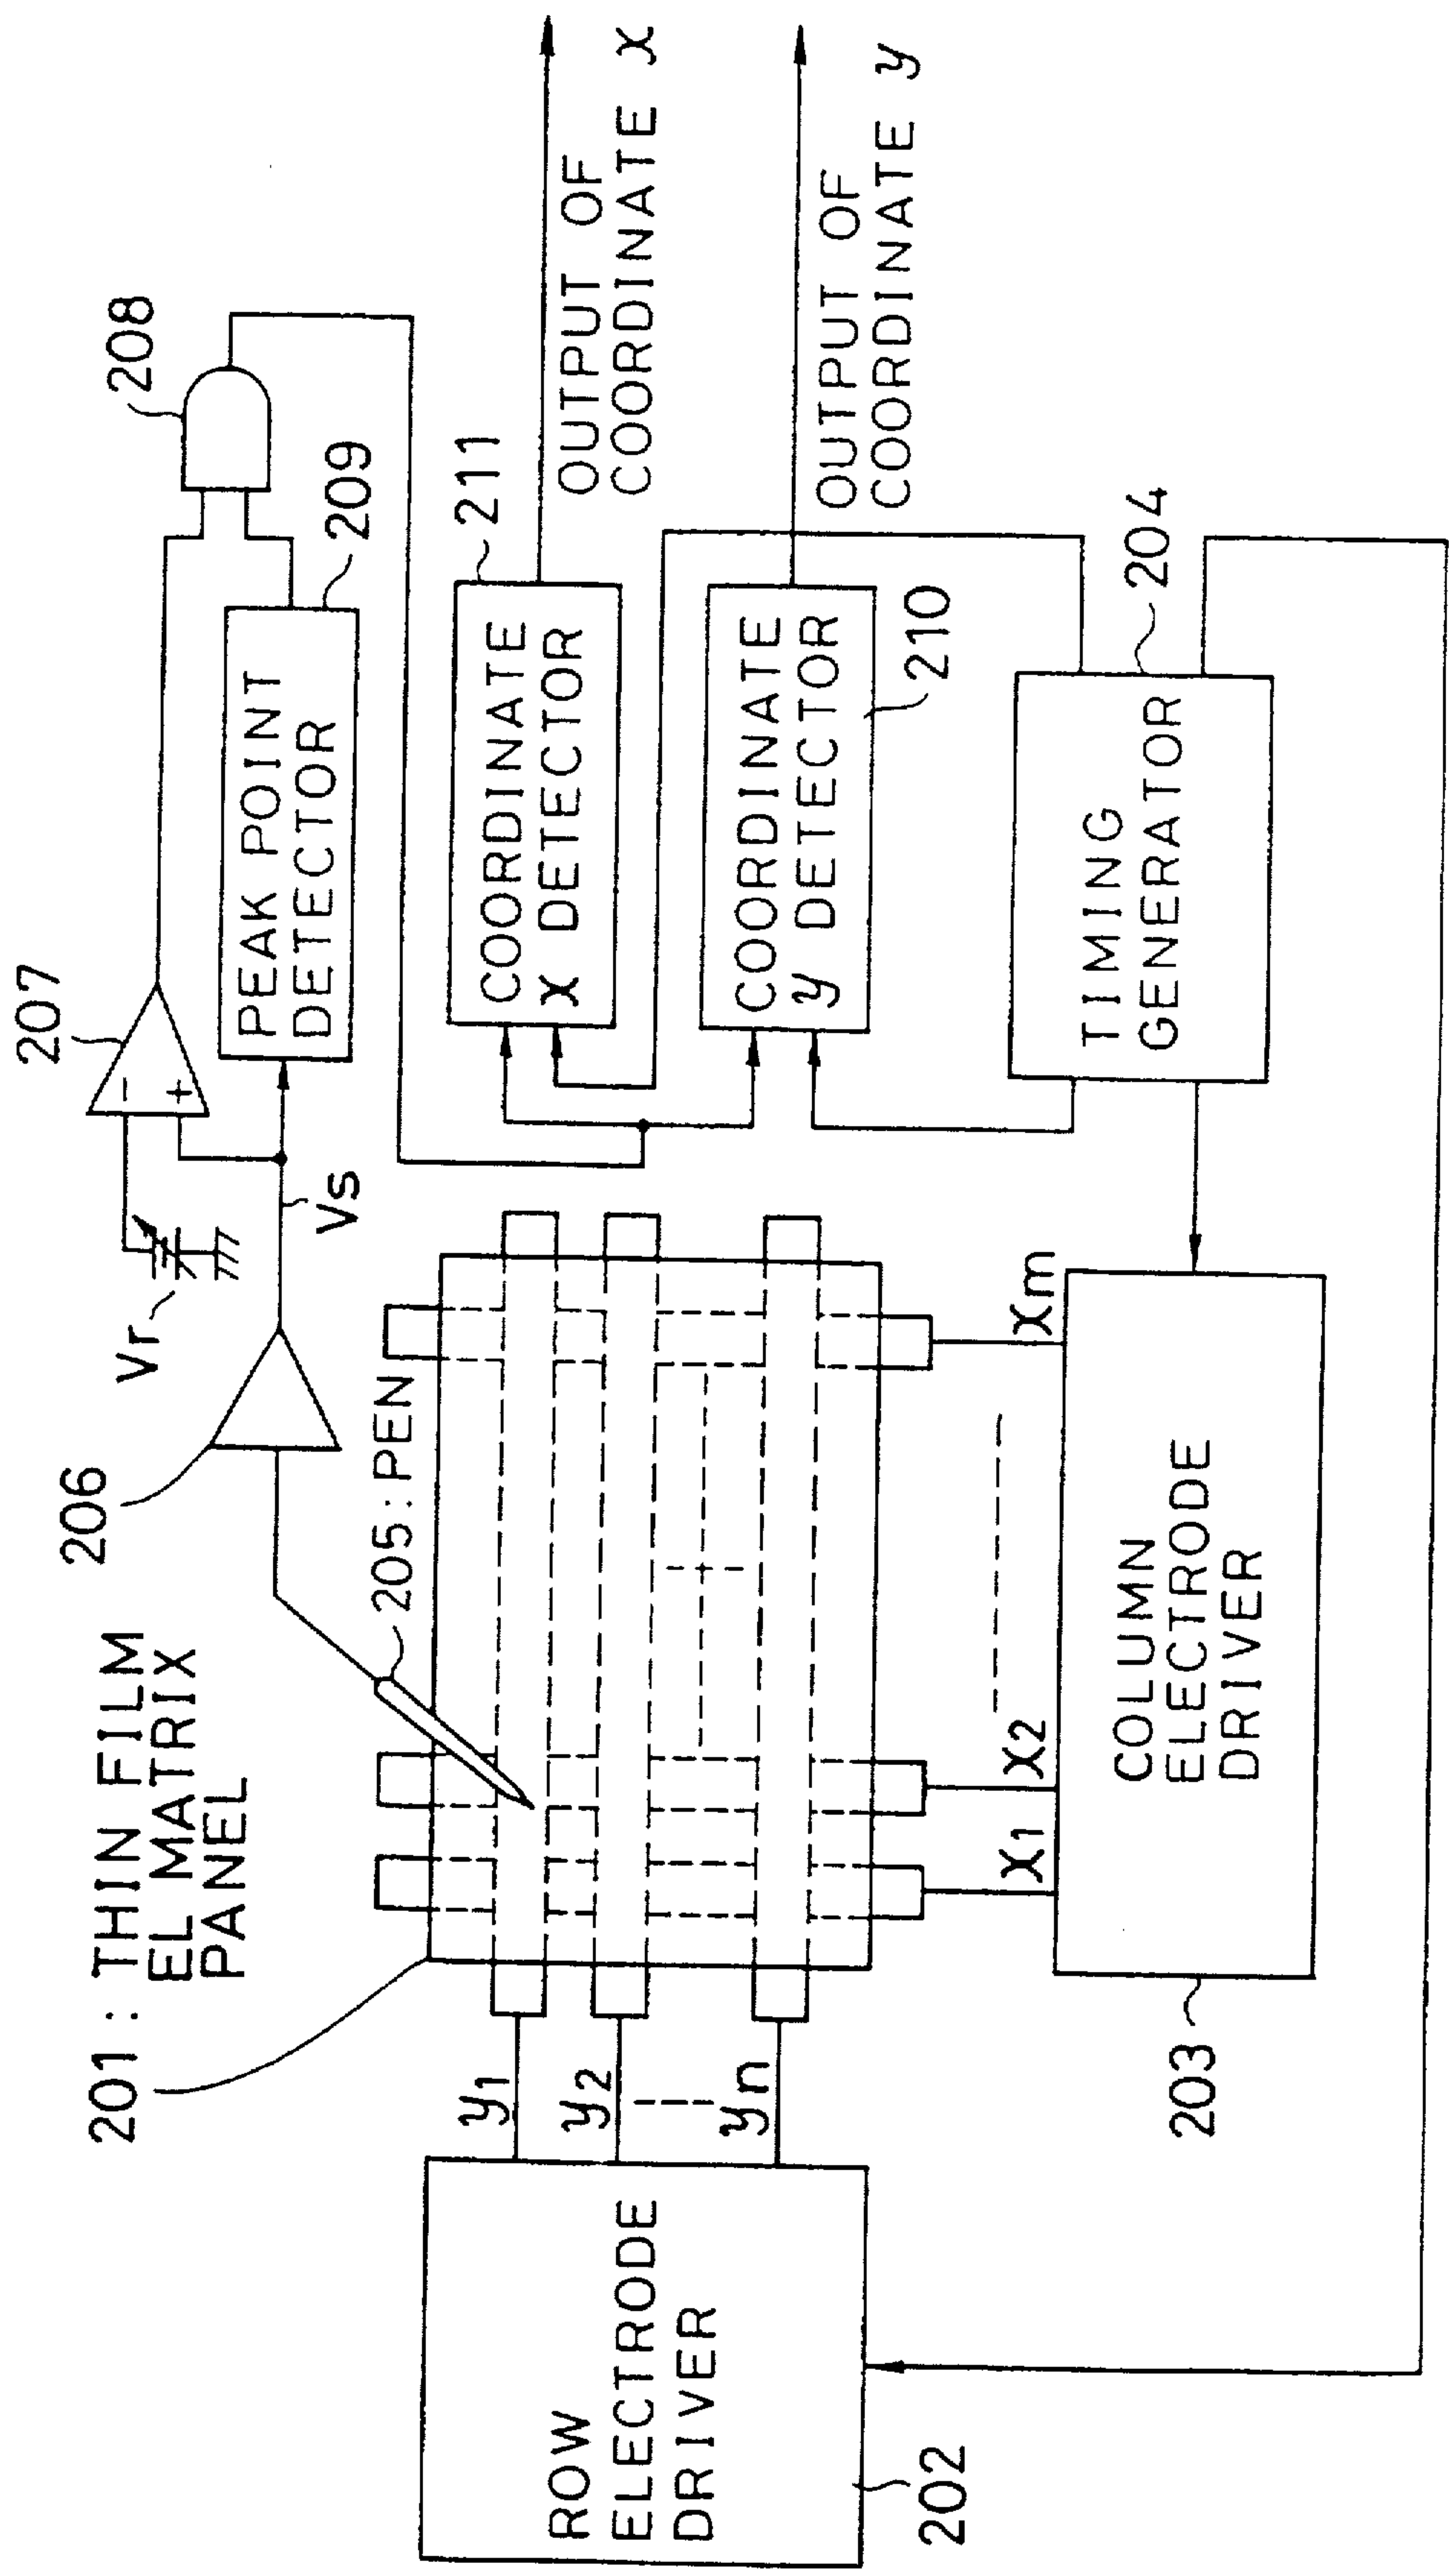 201 : THIN FILM
EL MATRIX
PANEL
206
207
208
Vr
Vs
-
+
205 : PEN
PEAK POINT
DETECTOR
209
COORDINATE
X DETECTOR
211
OUTPUT OF
COORDINATE X
COORDINATE
Y DETECTOR
210
OUTPUT OF
COORDINATE Y
TIMING
GENERATOR
204
ROW
ELECTRODE
DRIVER
202
y1
y2
yn
x1
x2
xm
COLUMN
ELECTRODE
DRIVER
203